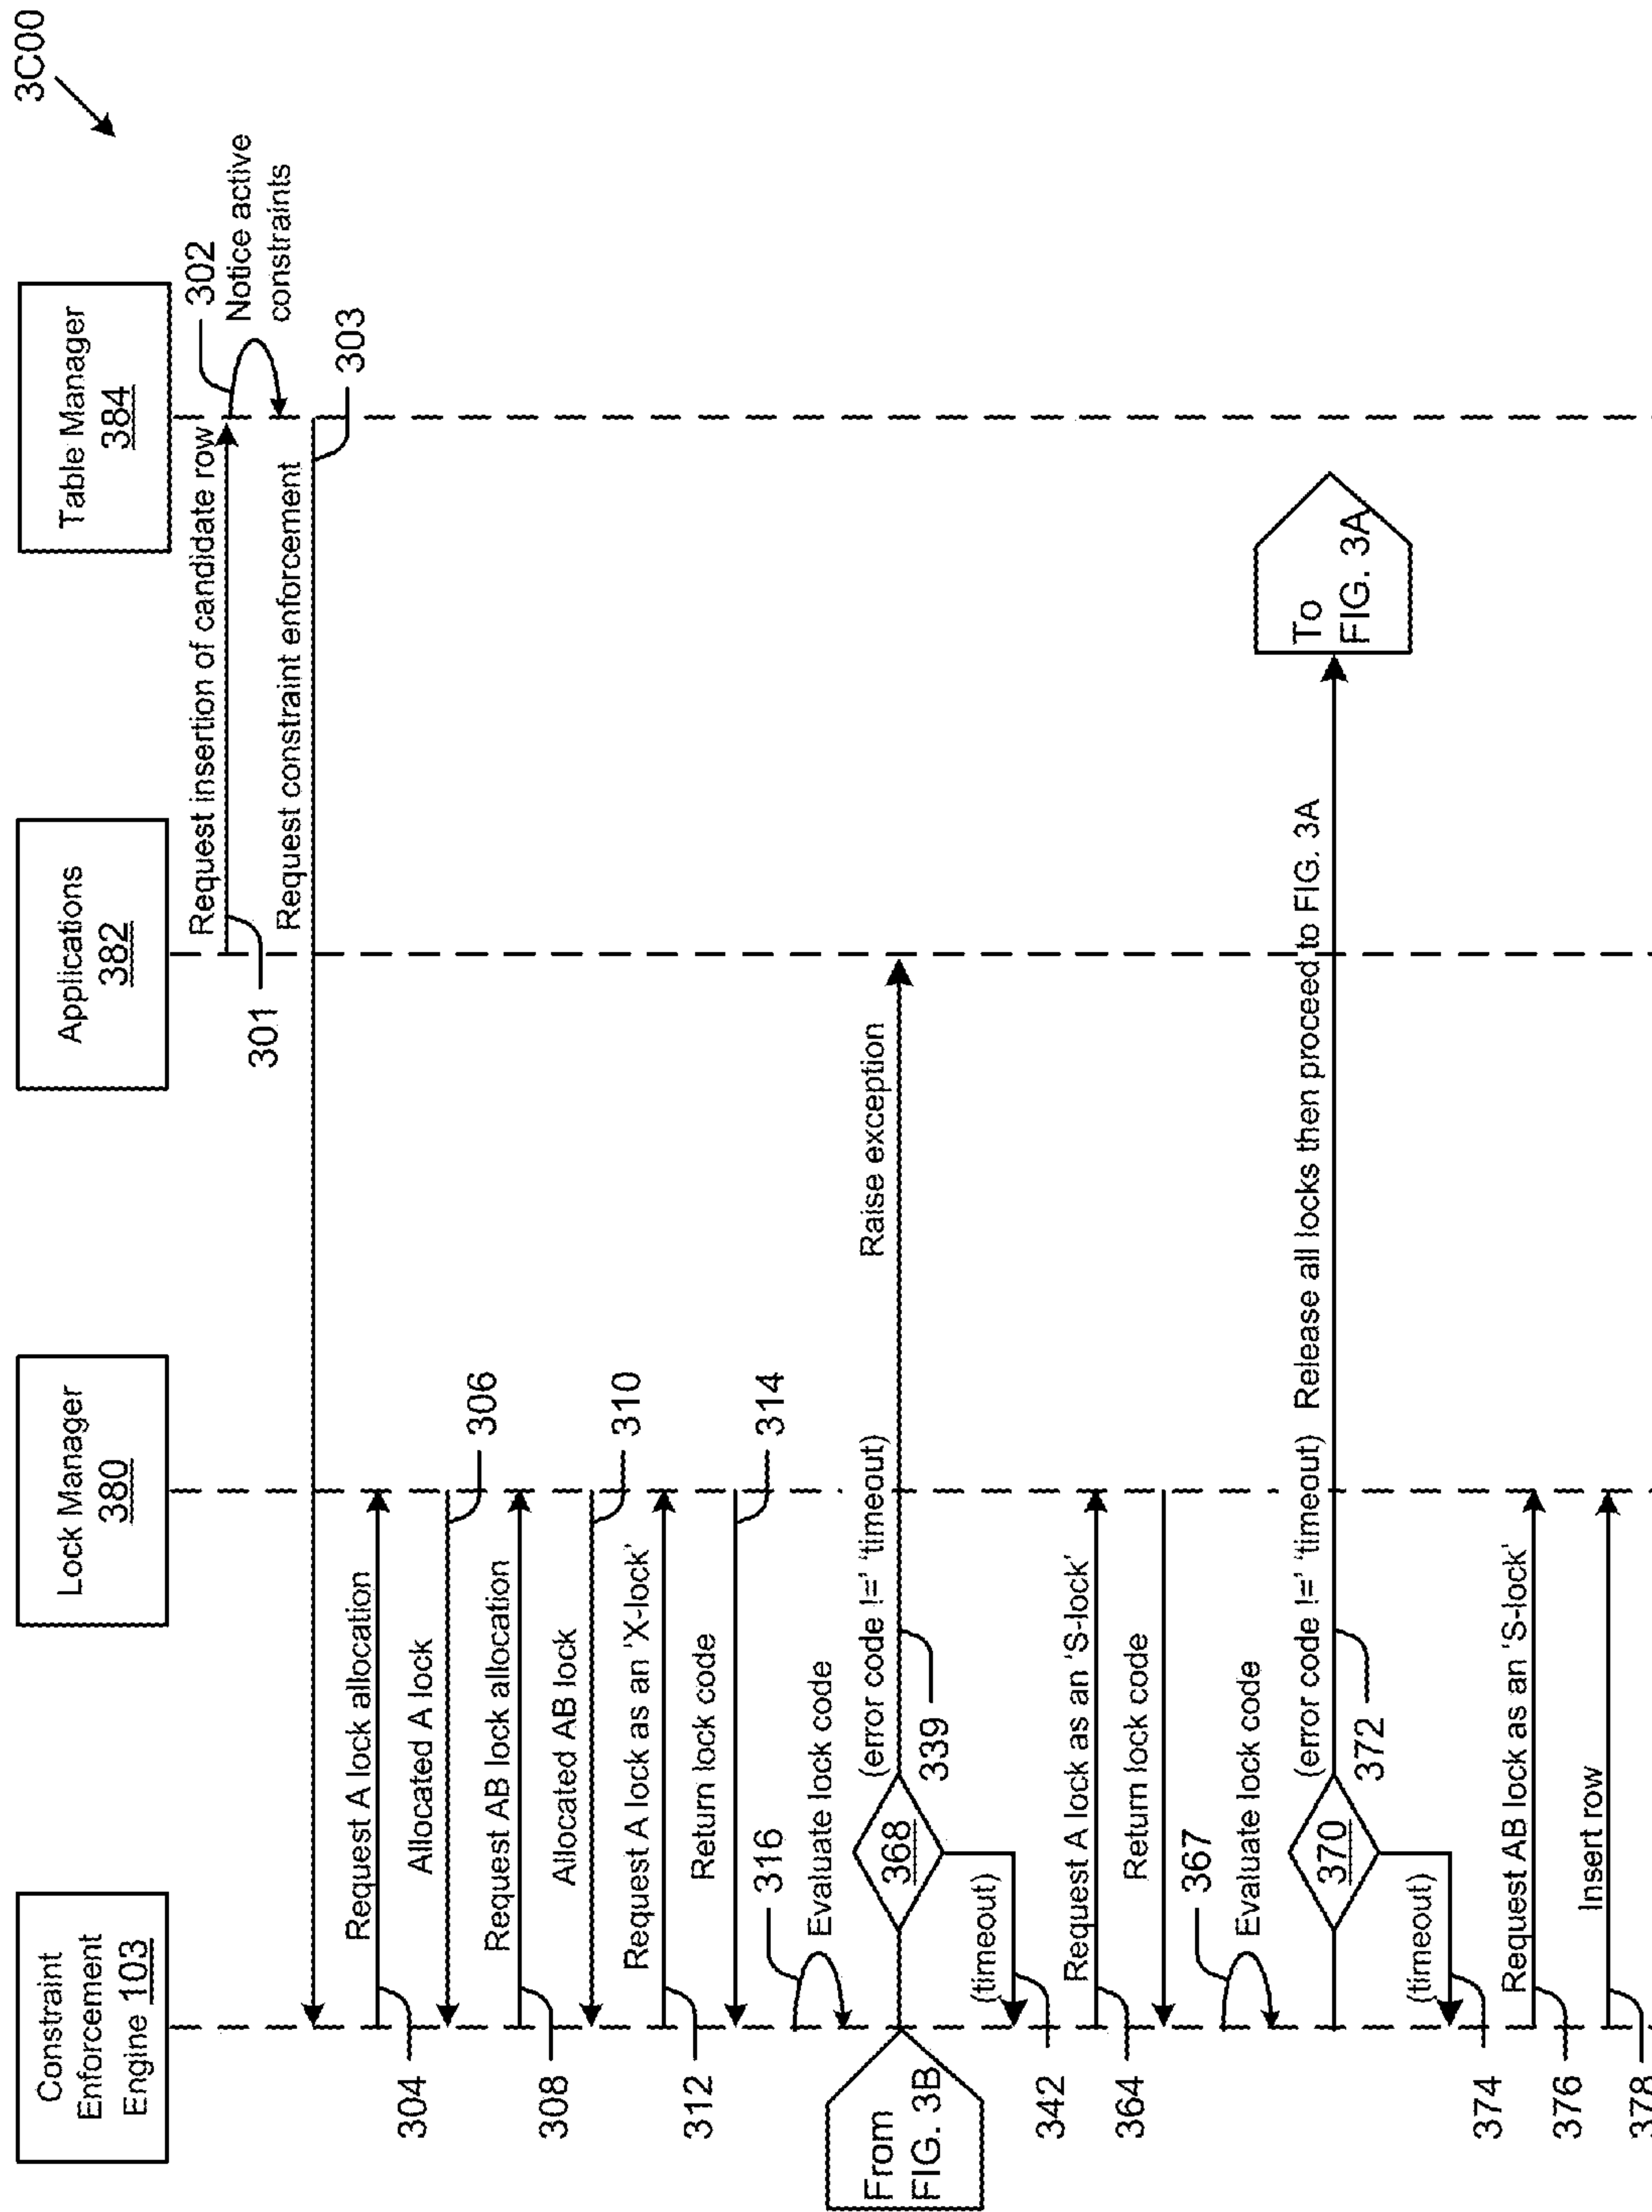 3C00
Constraint
Enforcement
Engine 103
Lock Manager
380
Applications
382
Table Manager
384
Request insertion of candidate row
301
302
Notice active
constraints
Request constraint enforcement
303
Request A lock allocation
304
Allocated A lock
306
Request AB lock allocation
308
Allocated AB lock
310
Request A lock as an 'X-lock'
312
Return lock code
314
316
Evaluate lock code
From
FIG. 3B
368
(error code !=' 'timeout)
Raise exception
339
(timeout)
342
Request A lock as an 'S-lock'
364
Return lock code
367
Evaluate lock code
370
(error code !=' 'timeout)
Release all locks then proceed to FIG. 3A
372
To
FIG. 3A
(timeout)
374
Request AB lock as an 'S-lock'
376
Insert row
378